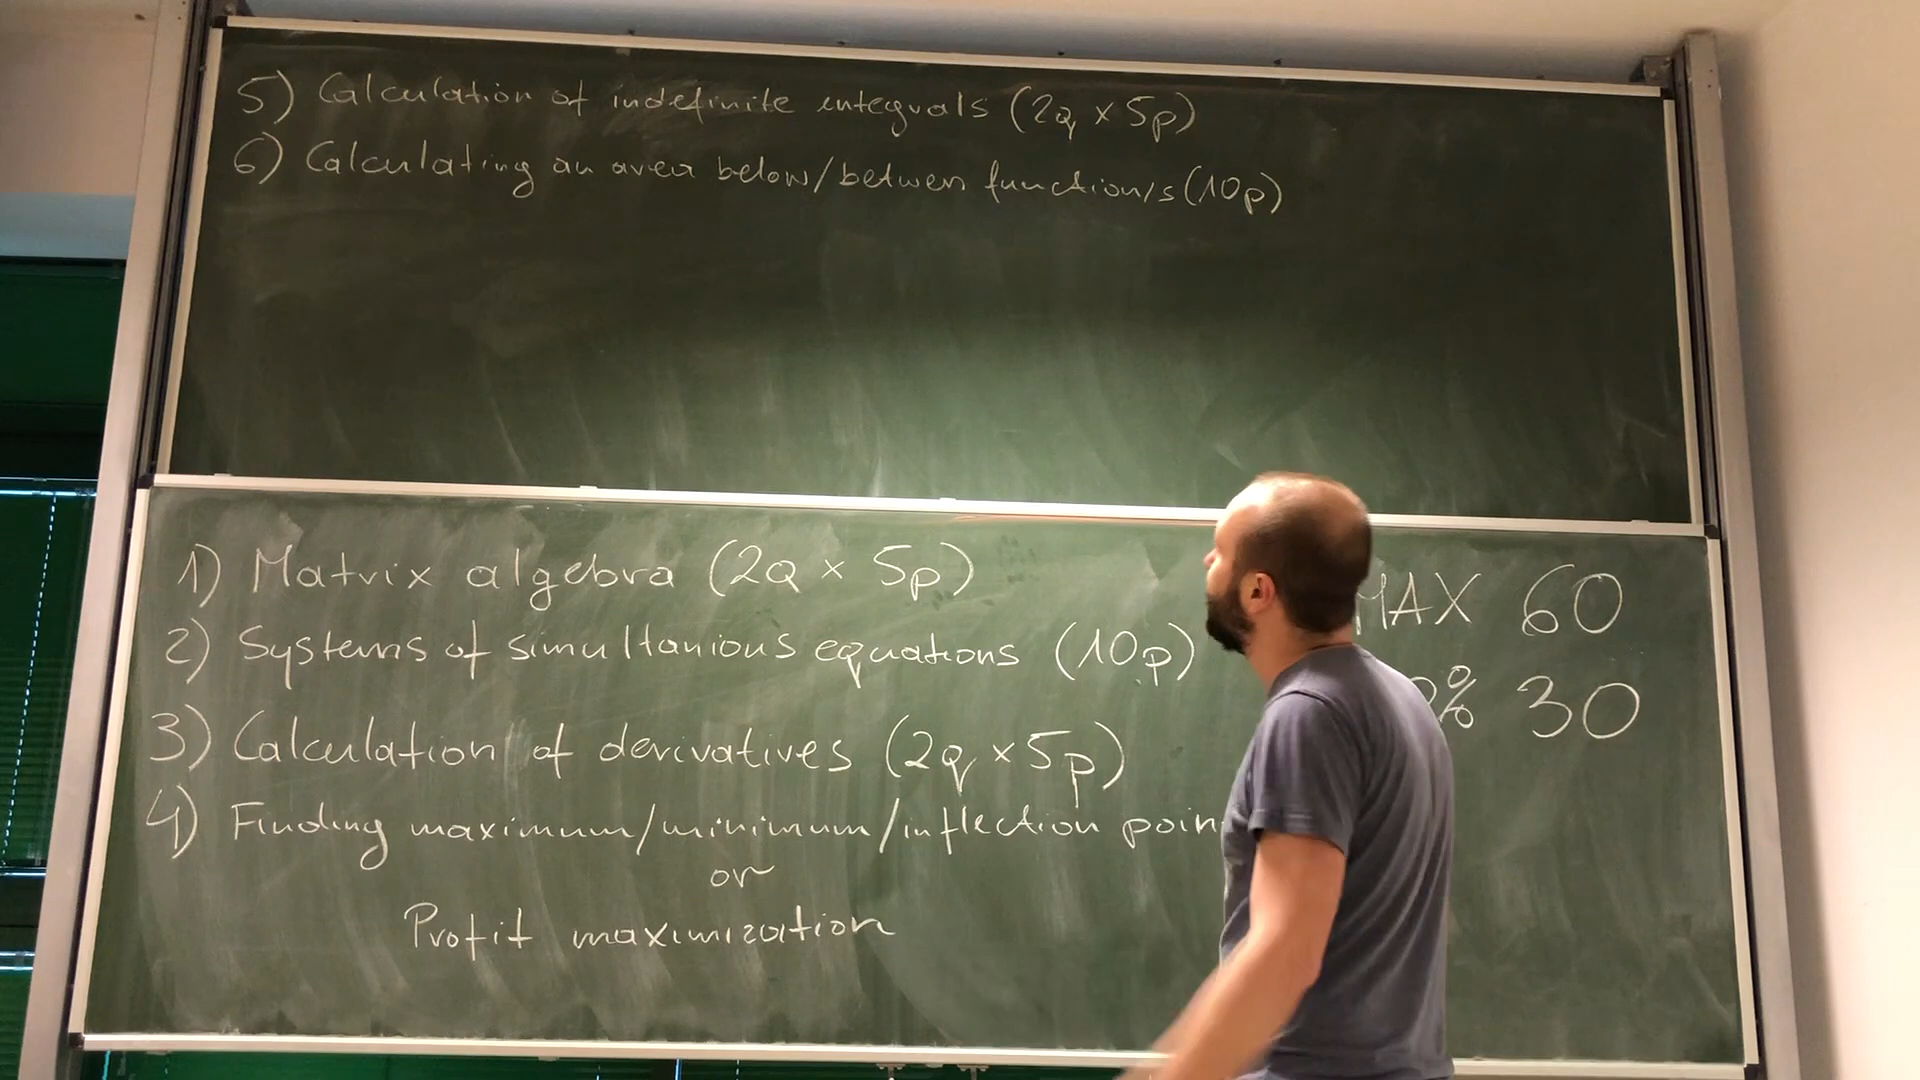 5) Calculation of indefinite integrals (2q x 5p)
6) Calculating an area below/betwen function/s (10p)
1) Matrix algebra (2Q x 5p)
2) Systems of simultanious equations (10p)
3) Calculation of derivatives (2q x 5p)
4) Finding maximum/minimum/inflection poin
or
Profit maximization
MAX 60
% 30